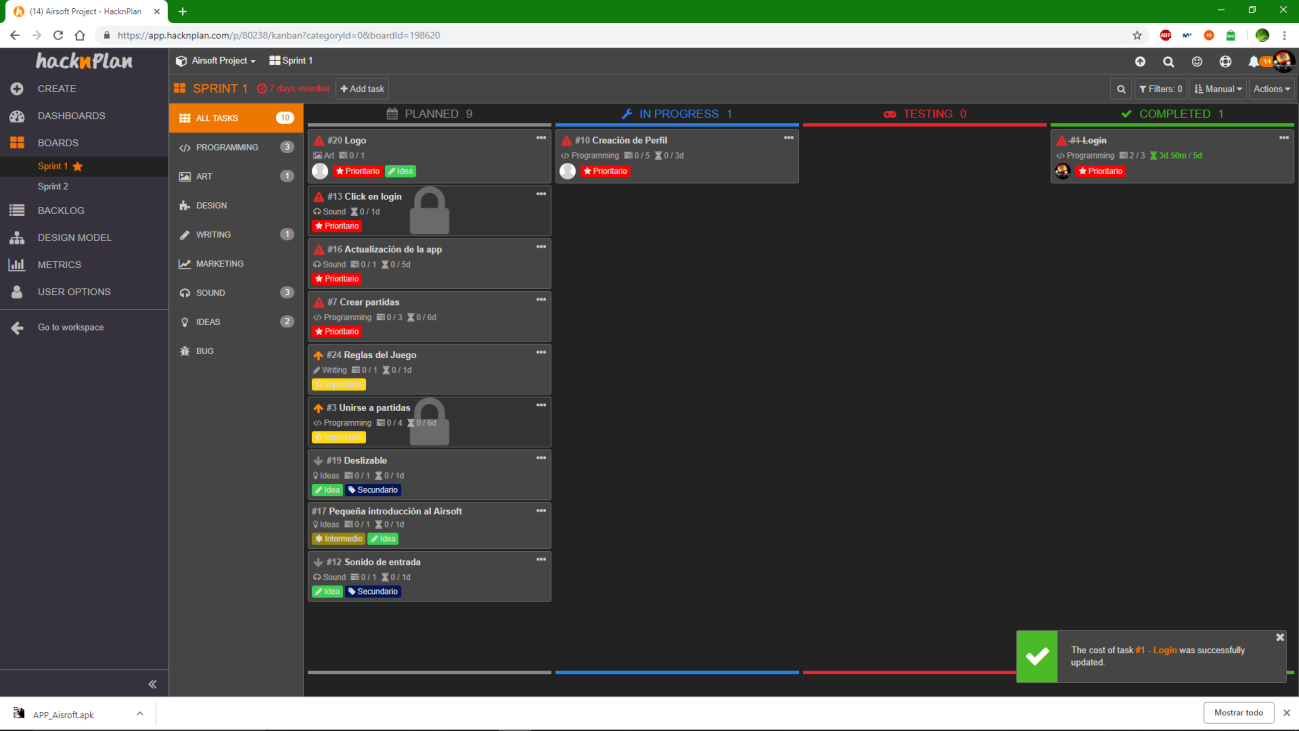 (14) Airsoft Project - HacknPlan
https://app.hacknplan.com/p/80238/kanban?categoryId=0&boardId=198620
hacknPlan
Airsoft Project
Sprint 1
14
CREATE
DASHBOARDS
BOARDS
Sprint 1
Sprint 2
BACKLOG
DESIGN MODEL
METRICS
USER OPTIONS
Go to workspace
SPRINT 1
7 days overdue
+ Add task
Filters: 0
Manual
Actions
ALL TASKS 10
PROGRAMMING 3
ART 1
DESIGN
WRITING 1
MARKETING
SOUND 3
IDEAS 2
BUG
PLANNED 9
#20 Logo
Art 0 / 1
Prioritario Idea
#13 Click en login
Sound 0 / 1d
Prioritario
#16 Actualización de la app
Sound 0 / 1 0 / 5d
Prioritario
#7 Crear partidas
Programming 0 / 3 0 / 6d
Prioritario
#24 Reglas del Juego
Writing 0 / 1 0 / 1d
Importante
#3 Unirse a partidas
Programming 0 / 4 0 / 6d
Importante
#19 Deslizable
Ideas 0 / 1 0 / 1d
Idea Secundario
#17 Pequeña introducción al Airsoft
Ideas 0 / 1 0 / 1d
Intermedio Idea
#12 Sonido de entrada
Sound 0 / 1 0 / 1d
Idea Secundario
IN PROGRESS 1
#10 Creación de Perfil
Programming 0 / 5 0 / 3d
Prioritario
TESTING 0
COMPLETED 1
#1 Login
Programming 2 / 3 3d 50m / 5d
Prioritario
The cost of task #1 - Login was successfully
updated.
APP_Aisroft.apk
Mostrar todo